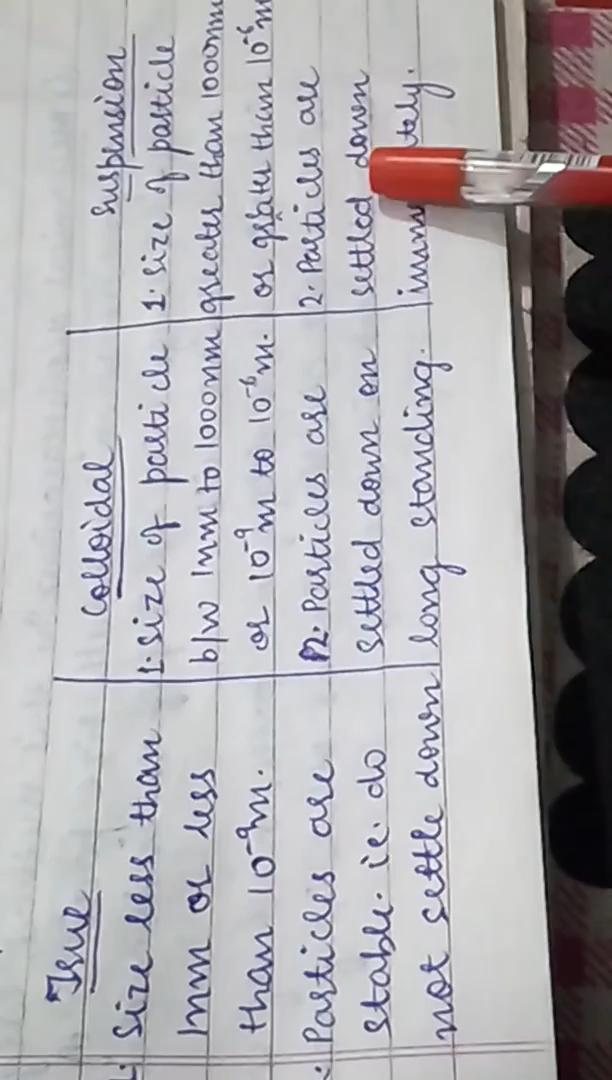 True
1. Size less than
1nm or less
than 10⁻⁹m.
Particles are
stable. ie. do
not settle down
Colloidal
1. Size of particle
b/w 1nm to 1000nm
or 10⁻⁹m to 10⁻⁶m.
2. Particles are
settled down on
long standing.
Suspension
1. Size of particle
greater than 1000nm
or greater than 10⁻⁶m
2. Particles are
settled down